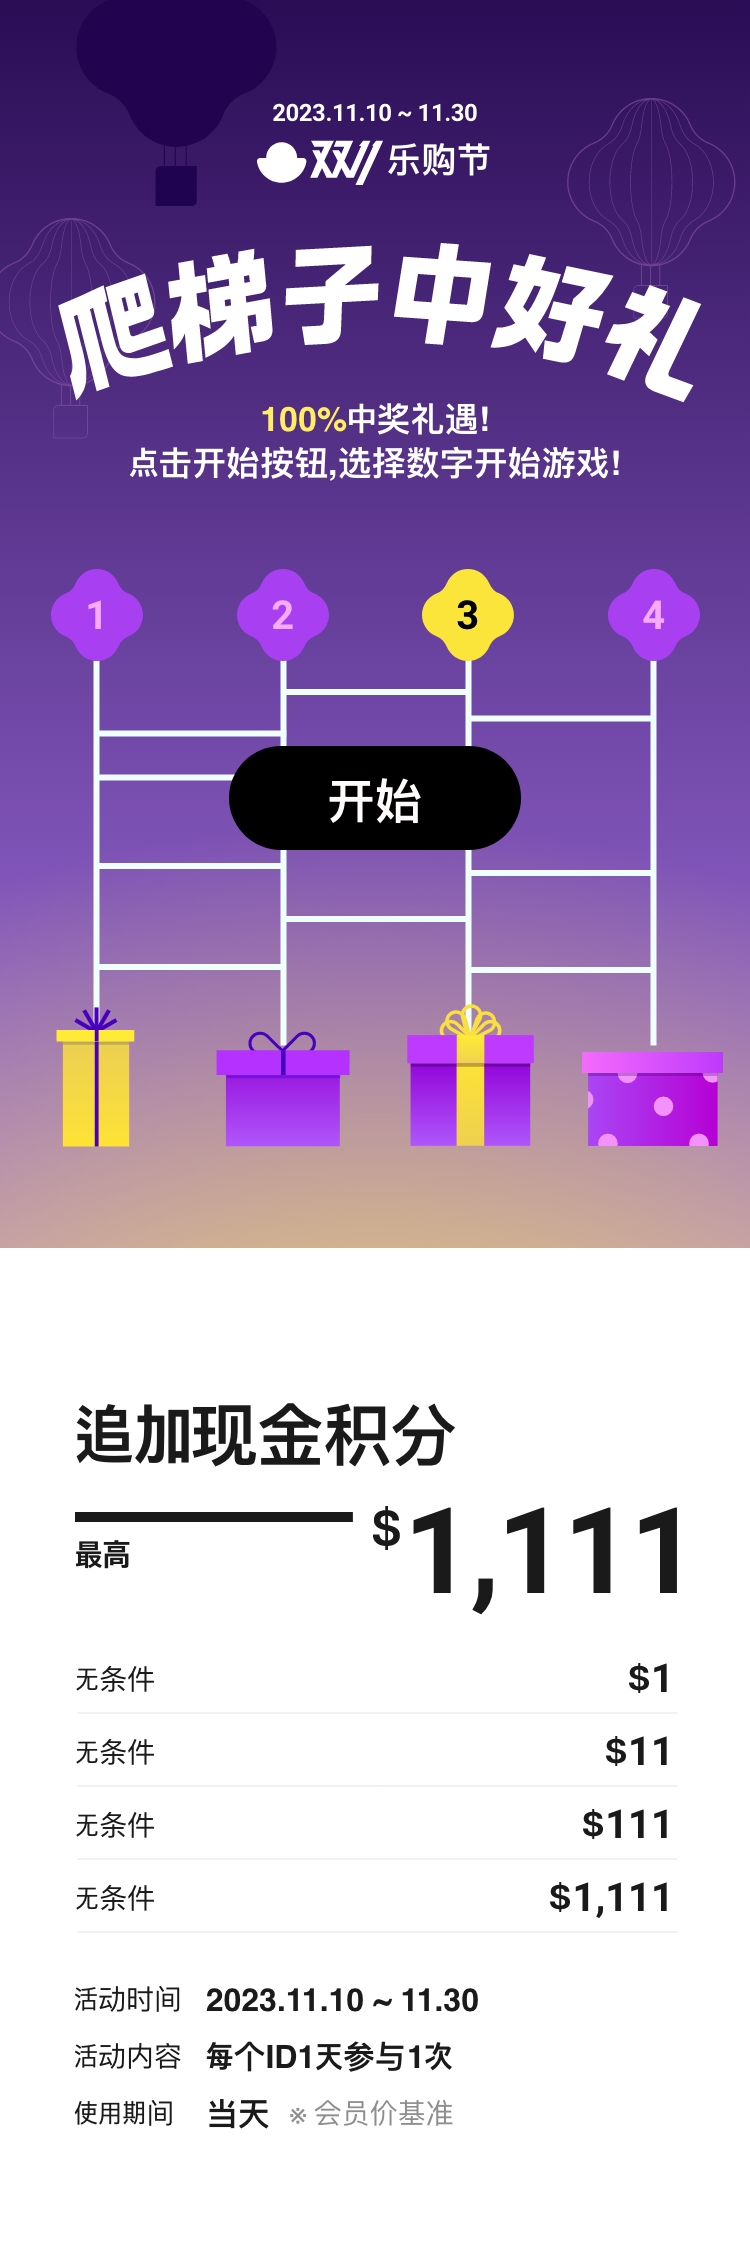 2023.11.10 ~ 11.30
双11 乐购节
爬梯子中好礼
100%中奖礼遇!
点击开始按钮,选择数字开始游戏!
1 2 3 4
开始
追加现金积分
最高 $1,111
无条件 $1
无条件 $11
无条件 $111
无条件 $1,111
活动时间 2023.11.10 ~ 11.30
活动内容 每个ID1天参与1次
使用期间 当天 ※ 会员价基准